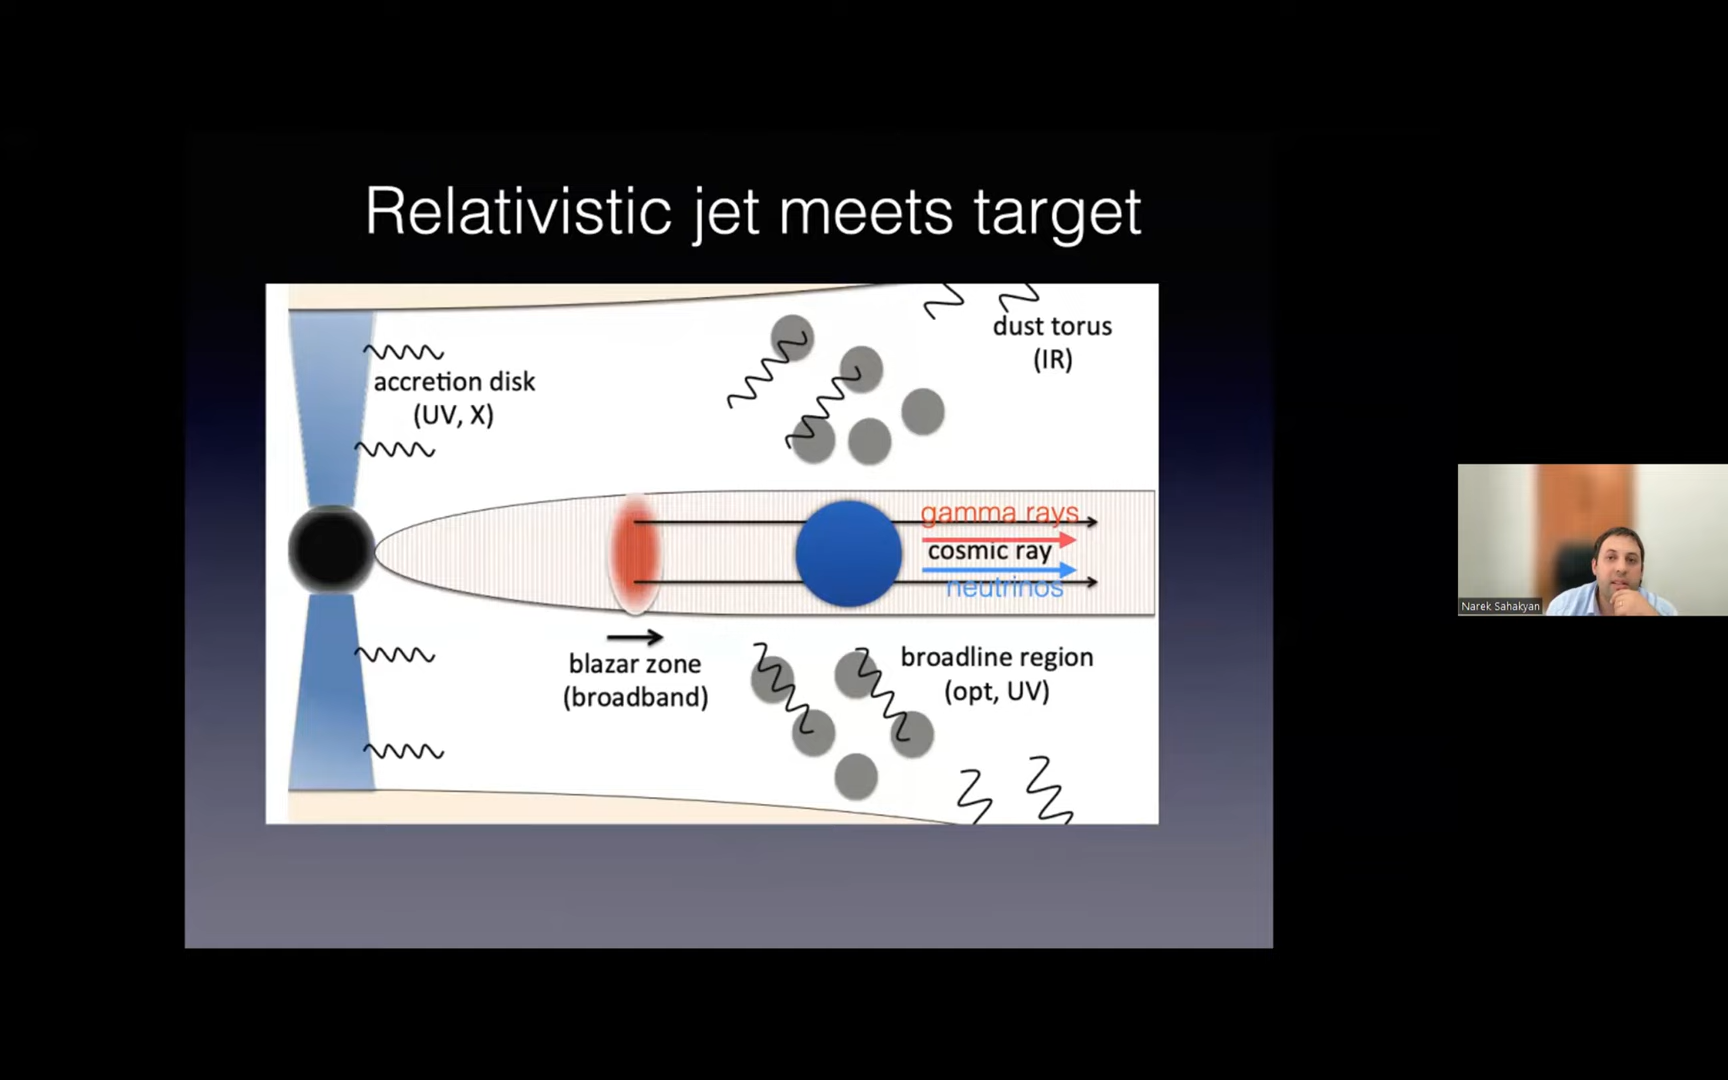 Relativistic jet meets target
dust torus
(IR)
accretion disk
(UV, X)
gamma rays
cosmic ray
neutrinos
blazar zone
(broadband)
broadline region
(opt, UV)
Narek Sahakyan